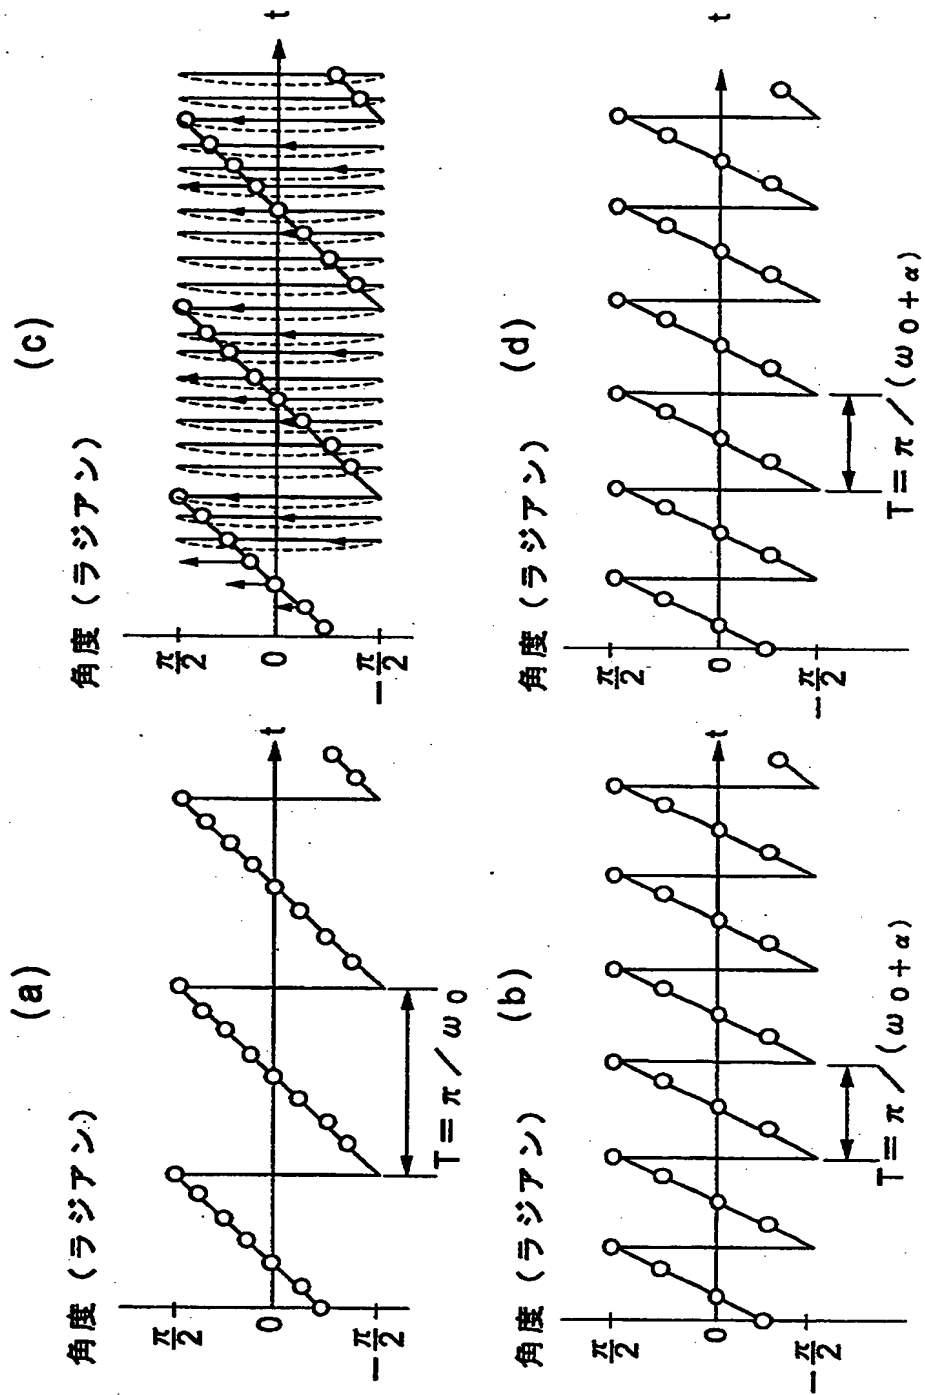 (a)
角度 (ラジアン)
π/2
0
-π/2
t
T=π/ω0
(b)
角度 (ラジアン)
π/2
0
-π/2
t
T=π/(ω0+α)
(c)
角度 (ラジアン)
π/2
0
-π/2
t
(d)
角度 (ラジアン)
π/2
0
-π/2
t
T=π/(ω0+α)